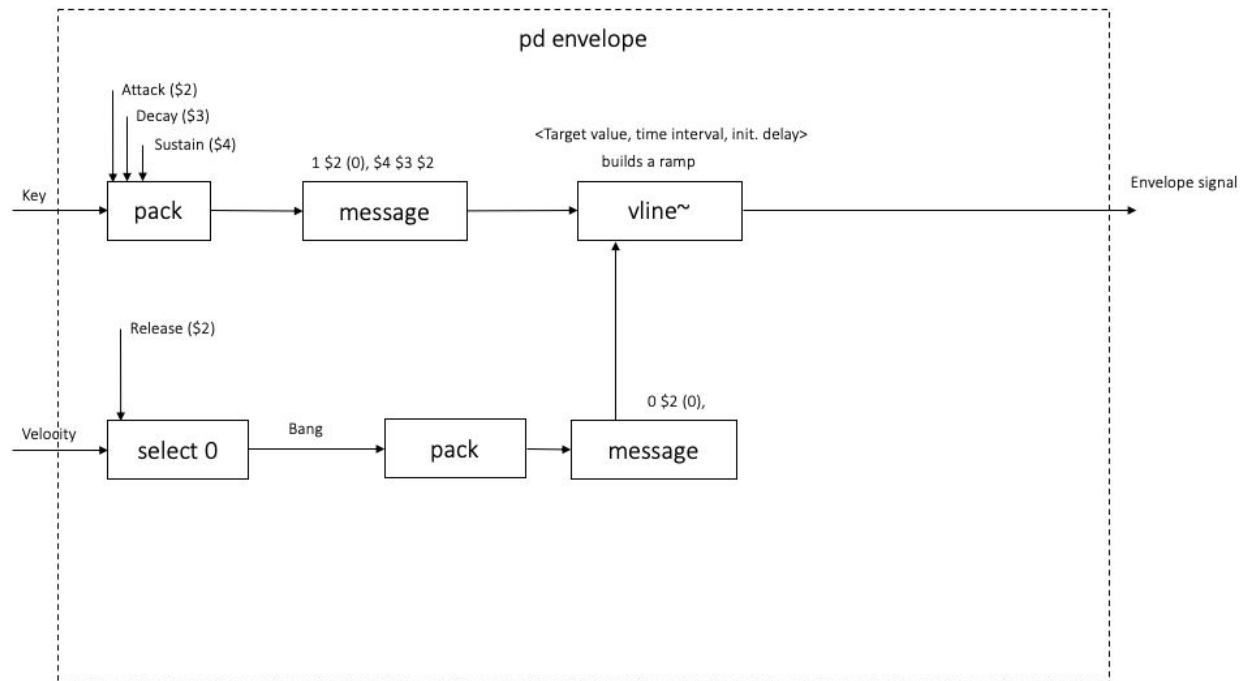 pd envelope
Attack ($2)
Decay ($3)
Sustain ($4)
<Target value, time interval, init. delay>
builds a ramp
1 $2 (0), $4 $3 $2
Key
pack
message
vline~
Envelope signal
Release ($2)
0 $2 (0),
Velocity
select 0
Bang
pack
message